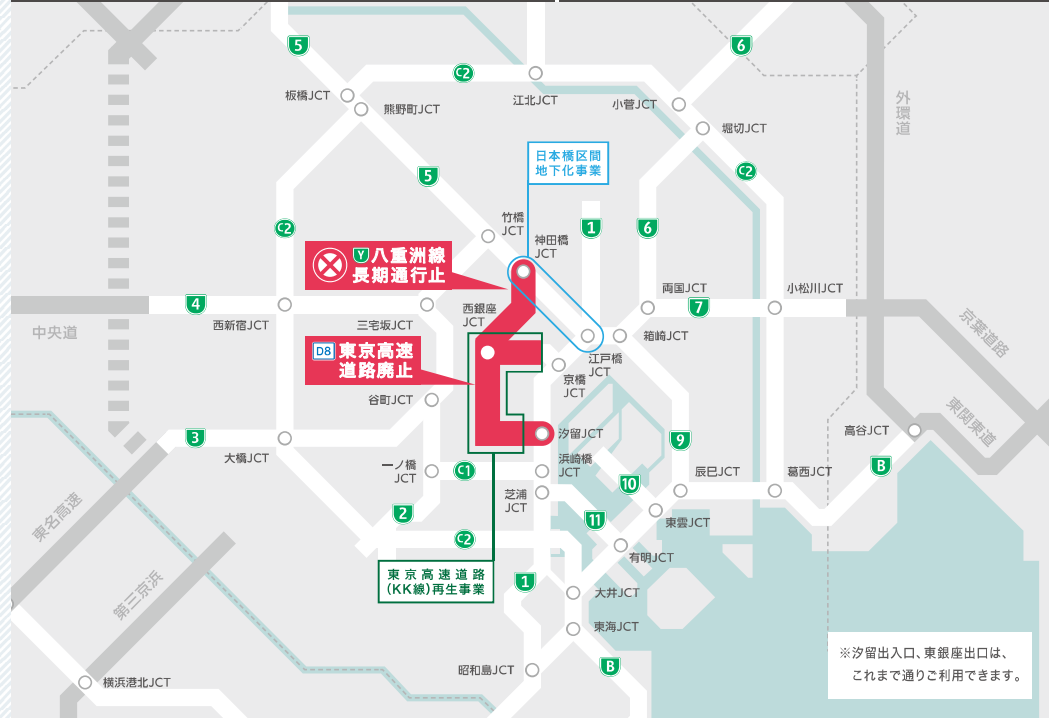 5
6
C2
板橋JCT
熊野町JCT
江北JCT
小菅JCT
堀切JCT
外環道
日本橋区間
地下化事業
5
C2
C2
竹橋
JCT
神田橋
JCT
1
6
Y 八重洲線
長期通行止
4
西新宿JCT
三宅坂JCT
西銀座
JCT
両国JCT
7
小松川JCT
中央道
箱崎JCT
京葉道路
D8 東京高速
道路廃止
江戸橋
JCT
京橋
JCT
谷町JCT
東関東道
3
大橋JCT
汐留JCT
9
高谷JCT
一ノ橋
JCT
C1
浜崎橋
JCT
辰巳JCT
葛西JCT
B
10
芝浦
JCT
東名高速
2
11
東雲JCT
C2
有明JCT
東京高速道路
(KK線)再生事業
1
大井JCT
第三京浜
東海JCT
昭和島JCT
B
横浜港北JCT
※汐留出入口、東銀座出口は、
これまで通りご利用できます。